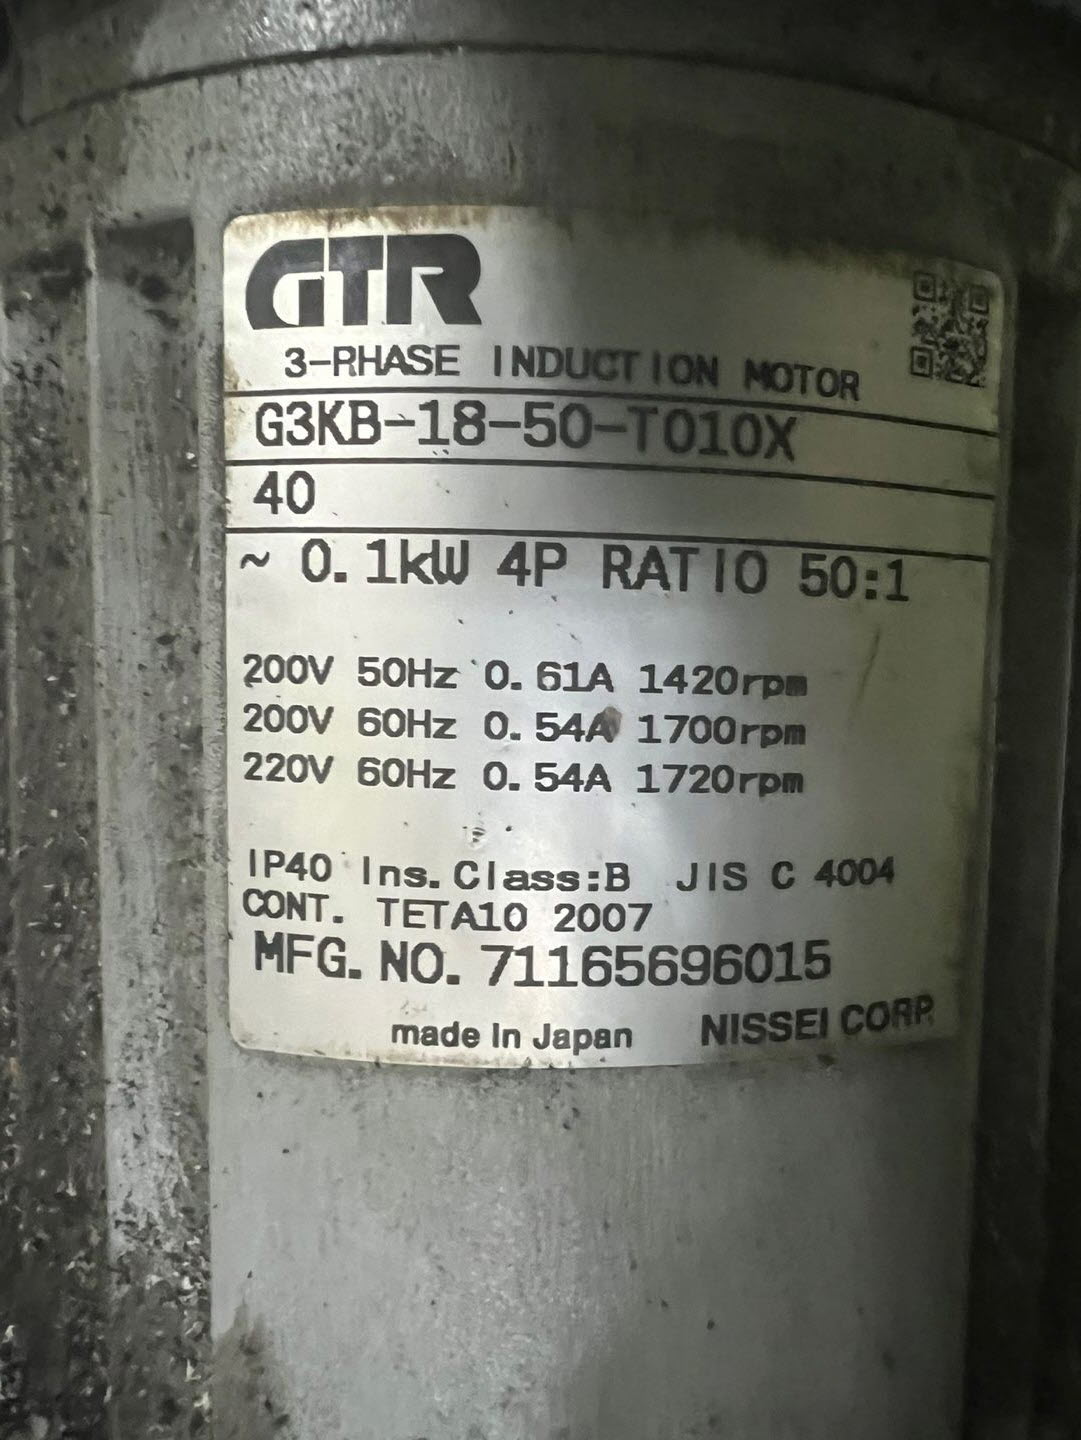 GTR
3-RHASE INDUCTION MOTOR
G3KB-18-50-T010X
40
~ 0.1kW 4P RATIO 50:1
200V 50Hz 0.61A 1420rpm
200V 60Hz 0.54A 1700rpm
220V 60Hz 0.54A 1720rpm
IP40 Ins.Class:B JIS C 4004
CONT. TETA10 2007
MFG.NO.71165696015
made In Japan NISSEI CORP.